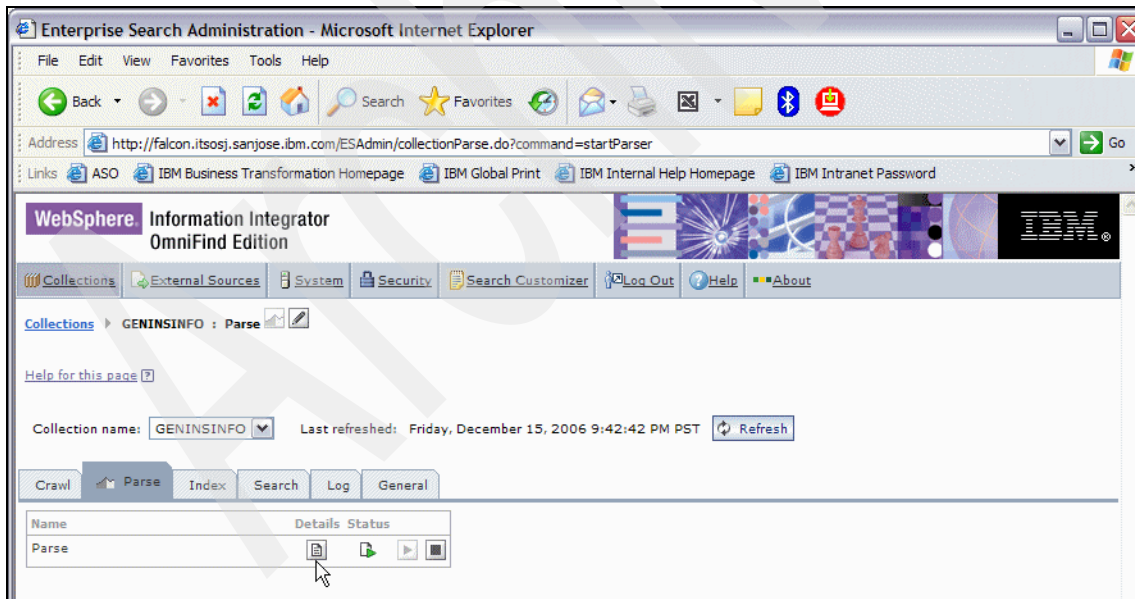 Enterprise Search Administration - Microsoft Internet Explorer
File Edit View Favorites Tools Help
Back Search Favorites
Address http://falcon.itsosj.sanjose.ibm.com/ESAdmin/collectionParse.do?command=startParser Go
Links ASO IBM Business Transformation Homepage IBM Global Print IBM Internal Help Homepage IBM Intranet Password »
WebSphere. Information Integrator
OmniFind Edition
IBM®
Collections External Sources System Security Search Customizer Log Out Help About
Collections GENINSINFO : Parse
Help for this page ?
Collection name: GENINSINFO Last refreshed: Friday, December 15, 2006 9:42:42 PM PST Refresh
Crawl Parse Index Search Log General
Name Details Status
Parse